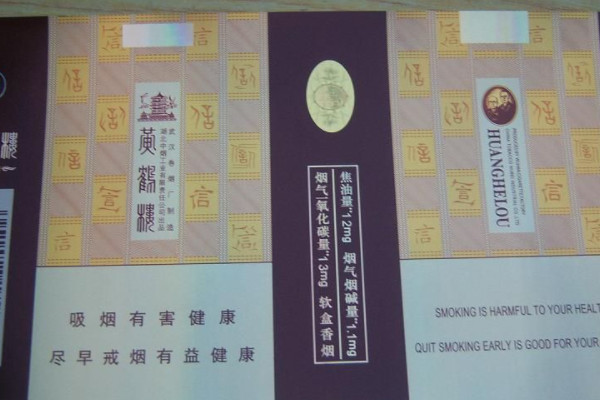 信
黄鹤楼
武汉卷烟厂制造
湖北中烟工业有限责任公司出品
吸烟有害健康
尽早戒烟有益健康
焦油量:12mg 烟气烟碱量:1.1mg
烟气一氧化碳量:13mg 软盒香烟
信
HUANGHELOU
SMOKING IS HARMFUL TO YOUR HEALT
QUIT SMOKING EARLY IS GOOD FOR YOUR